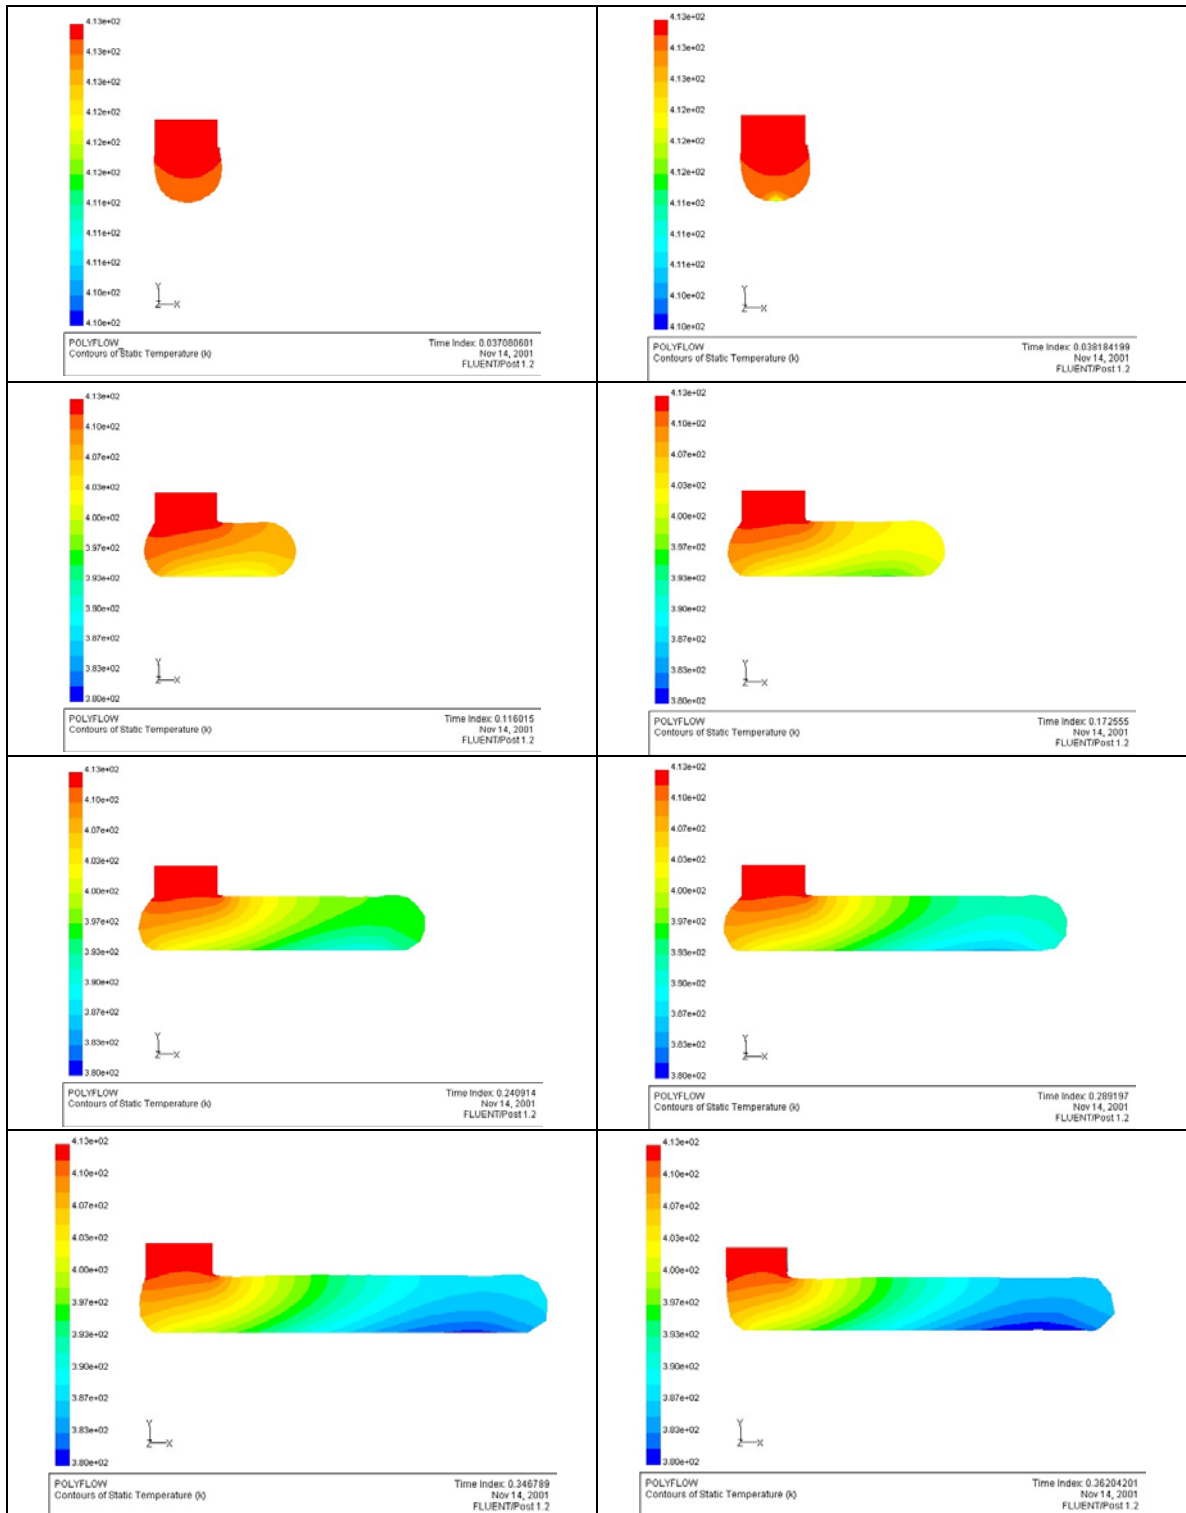 4.13e+02
4.13e+02
4.13e+02
4.12e+02
4.12e+02
4.12e+02
4.11e+02
4.11e+02
4.11e+02
4.10e+02
4.10e+02
Y
Z X
POLYFLOW
Contours of Static Temperature (k)
Time Index: 0.037080601
Nov 14, 2001
FLUENT/Post 1.2
4.13e+02
4.13e+02
4.13e+02
4.12e+02
4.12e+02
4.12e+02
4.11e+02
4.11e+02
4.11e+02
4.10e+02
4.10e+02
Y
Z X
POLYFLOW
Contours of Static Temperature (k)
Time Index: 0.038184199
Nov 14, 2001
FLUENT/Post 1.2
4.13e+02
4.10e+02
4.07e+02
4.03e+02
4.00e+02
3.97e+02
3.93e+02
3.90e+02
3.87e+02
3.83e+02
3.80e+02
Y
Z X
POLYFLOW
Contours of Static Temperature (k)
Time Index: 0.116015
Nov 14, 2001
FLUENT/Post 1.2
4.13e+02
4.10e+02
4.07e+02
4.03e+02
4.00e+02
3.97e+02
3.93e+02
3.90e+02
3.87e+02
3.83e+02
3.80e+02
Y
Z X
POLYFLOW
Contours of Static Temperature (k)
Time Index: 0.172555
Nov 14, 2001
FLUENT/Post 1.2
4.13e+02
4.10e+02
4.07e+02
4.03e+02
4.00e+02
3.97e+02
3.93e+02
3.90e+02
3.87e+02
3.83e+02
3.80e+02
Y
Z X
POLYFLOW
Contours of Static Temperature (k)
Time Index: 0.240914
Nov 14, 2001
FLUENT/Post 1.2
4.13e+02
4.10e+02
4.07e+02
4.03e+02
4.00e+02
3.97e+02
3.93e+02
3.90e+02
3.87e+02
3.83e+02
3.80e+02
Y
Z X
POLYFLOW
Contours of Static Temperature (k)
Time Index: 0.289197
Nov 14, 2001
FLUENT/Post 1.2
4.13e+02
4.10e+02
4.07e+02
4.03e+02
4.00e+02
3.97e+02
3.93e+02
3.90e+02
3.87e+02
3.83e+02
3.80e+02
Y
Z X
POLYFLOW
Contours of Static Temperature (k)
Time Index: 0.346789
Nov 14, 2001
FLUENT/Post 1.2
4.13e+02
4.10e+02
4.07e+02
4.03e+02
4.00e+02
3.97e+02
3.93e+02
3.90e+02
3.87e+02
3.83e+02
3.80e+02
Y
Z X
POLYFLOW
Contours of Static Temperature (k)
Time Index: 0.36204201
Nov 14, 2001
FLUENT/Post 1.2